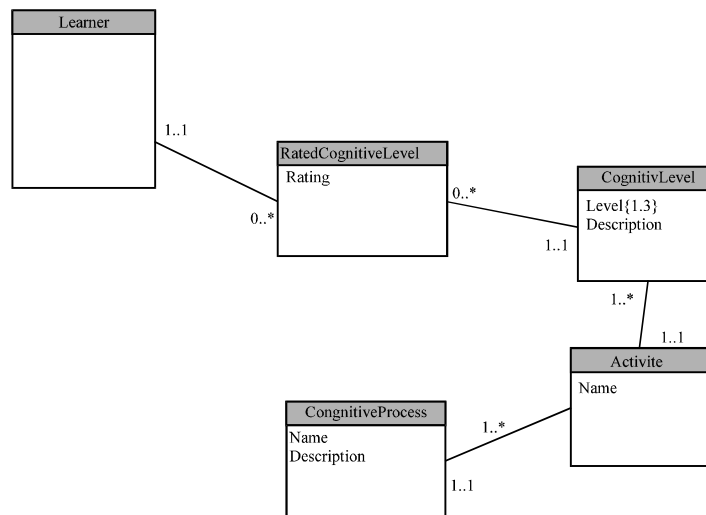 Learner
1..1
RatedCognitiveLevel
Rating
0..*
0..*
CognitivLevel
Level{1.3}
Description
1..1
1..*
1..1
Activite
Name
CongnitiveProcess
Name
Description
1..*
1..1